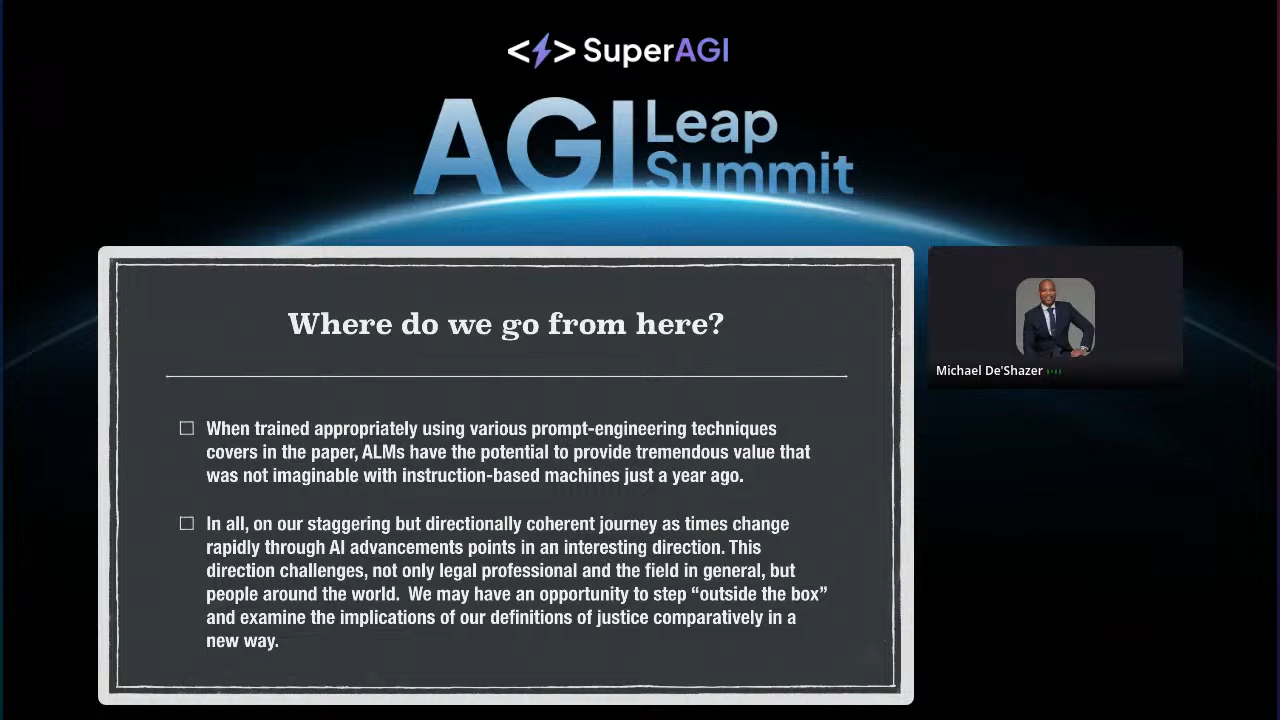 <⚡> SuperAGI
AGI Leap
Summit
Where do we go from here?
☐ When trained appropriately using various prompt-engineering techniques
covers in the paper, ALMs have the potential to provide tremendous value that
was not imaginable with instruction-based machines just a year ago.
☐ In all, on our staggering but directionally coherent journey as times change
rapidly through AI advancements points in an interesting direction. This
direction challenges, not only legal professional and the field in general, but
people around the world.  We may have an opportunity to step “outside the box”
and examine the implications of our definitions of justice comparatively in a
new way.
Michael De'Shazer